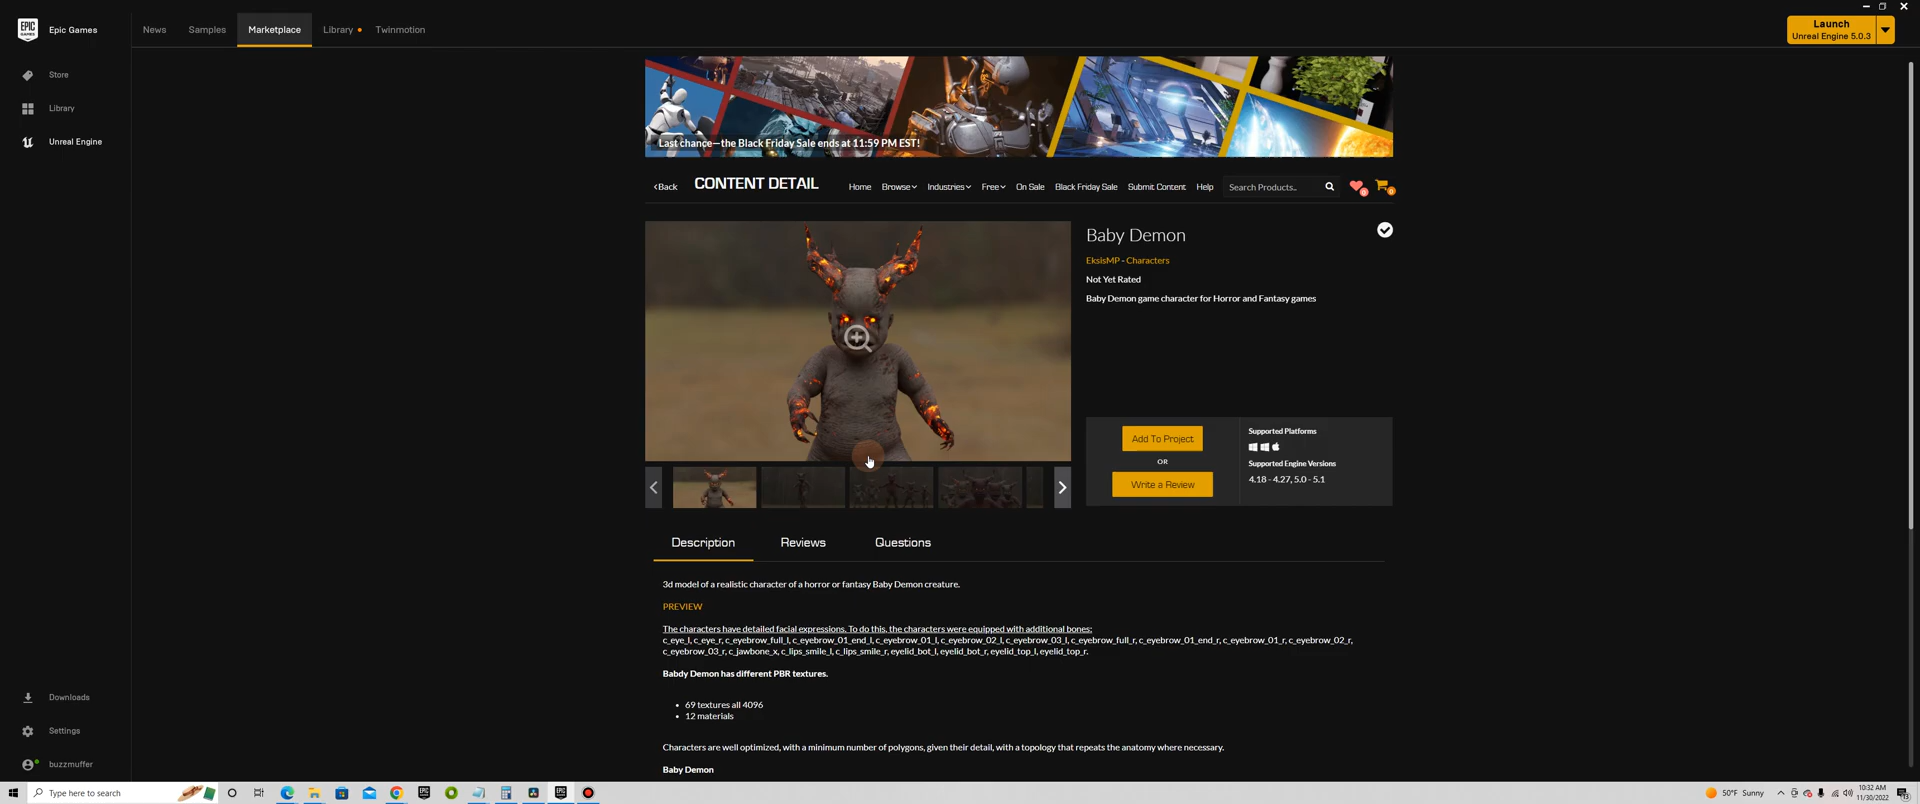 EPIC GAMES
Epic Games
News
Samples
Marketplace
Library
Twinmotion
Launch
Unreal Engine 5.0.3
Store
Library
Unreal Engine
Last chance—the Black Friday Sale ends at 11:59 PM EST!
Back
CONTENT DETAIL
Home
Browse
Industries
Free
On Sale
Black Friday Sale
Submit Content
Help
Search Products..
0
0
Baby Demon
EksisMP - Characters
Not Yet Rated
Baby Demon game character for Horror and Fantasy games
Add To Project
OR
Write a Review
Supported Platforms
Supported Engine Versions
4.18 - 4.27, 5.0 - 5.1
Description
Reviews
Questions
3d model of a realistic character of a horror or fantasy Baby Demon creature.
PREVIEW
The characters have detailed facial expressions. To do this, the characters were equipped with additional bones:
c_eye_l, c_eye_r, c_eyebrow_full_l, c_eyebrow_01_end_l, c_eyebrow_01_l, c_eyebrow_02_l, c_eyebrow_03_l, c_eyebrow_full_r, c_eyebrow_01_end_r, c_eyebrow_01_r, c_eyebrow_02_r,
c_eyebrow_03_r, c_jawbone_x, c_lips_smile_l, c_lips_smile_r, eyelid_bot_l, eyelid_bot_r, eyelid_top_l, eyelid_top_r.
Babdy Demon has different PBR textures.
• 69 textures all 4096
• 12 materials
Characters are well optimized, with a minimum number of polygons, given their detail, with a topology that repeats the anatomy where necessary.
Baby Demon
Downloads
Settings
buzzmuffer
Type here to search
50°F Sunny
10:32 AM
11/30/2022